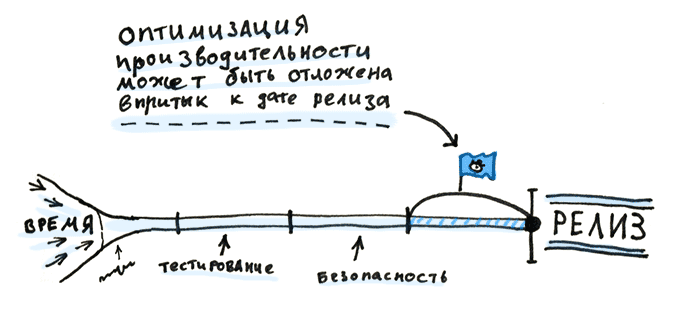 ОПТИМИЗАЦИЯ
производительности
может быть отложена
впритык к дате релиза
ВРЕМЯ
РЕЛИЗ
ТЕСТИРОВАНИЕ
БЕЗОПАСНОСТЬ